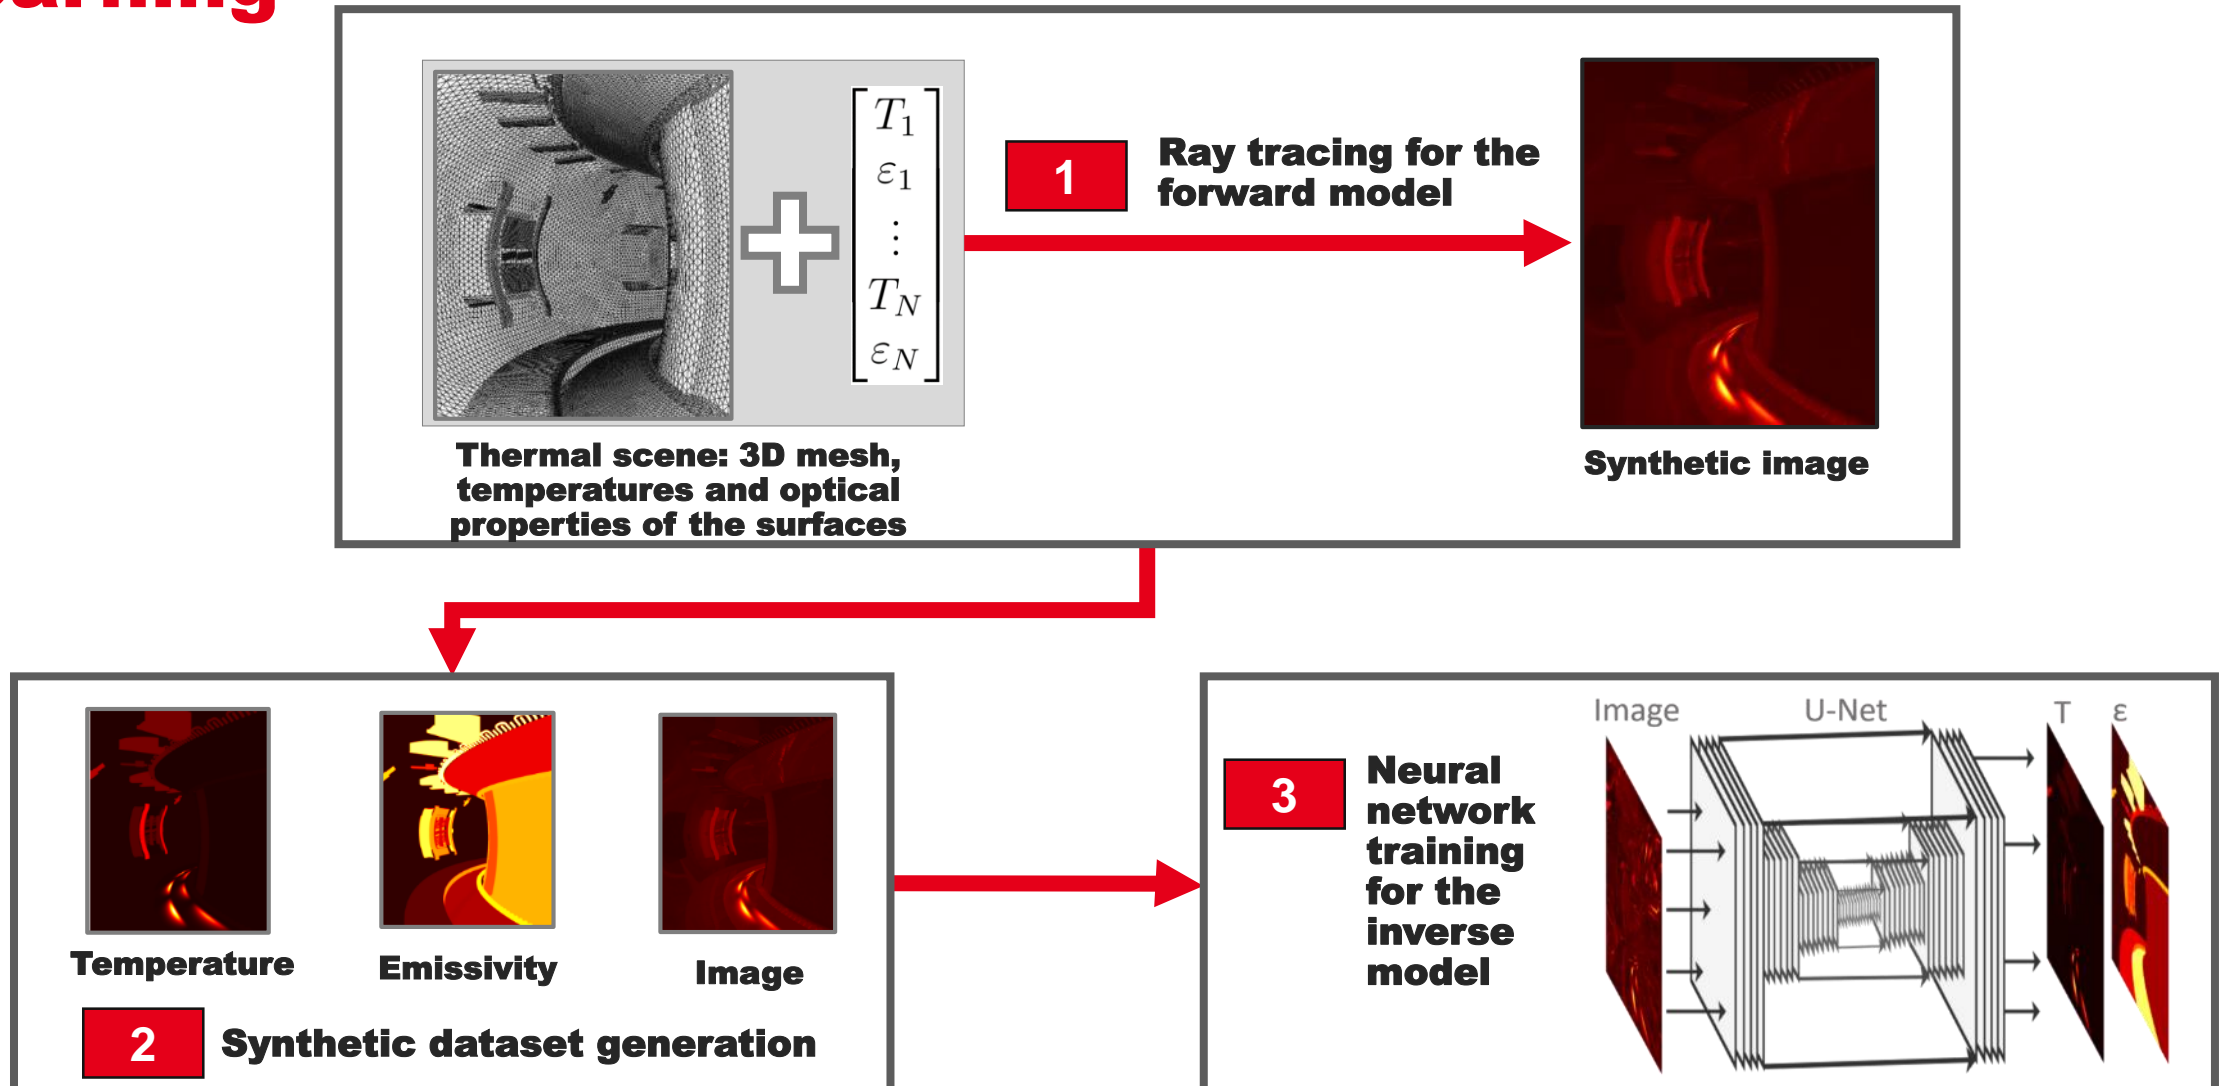 T₁
ε₁
⋮
T_N
ε_N
1
Ray tracing for the
forward model
Thermal scene: 3D mesh,
temperatures and optical
properties of the surfaces
Synthetic image
Temperature
Emissivity
Image
2
Synthetic dataset generation
3
Neural
network
training
for the
inverse
model
Image
U-Net
T
ε